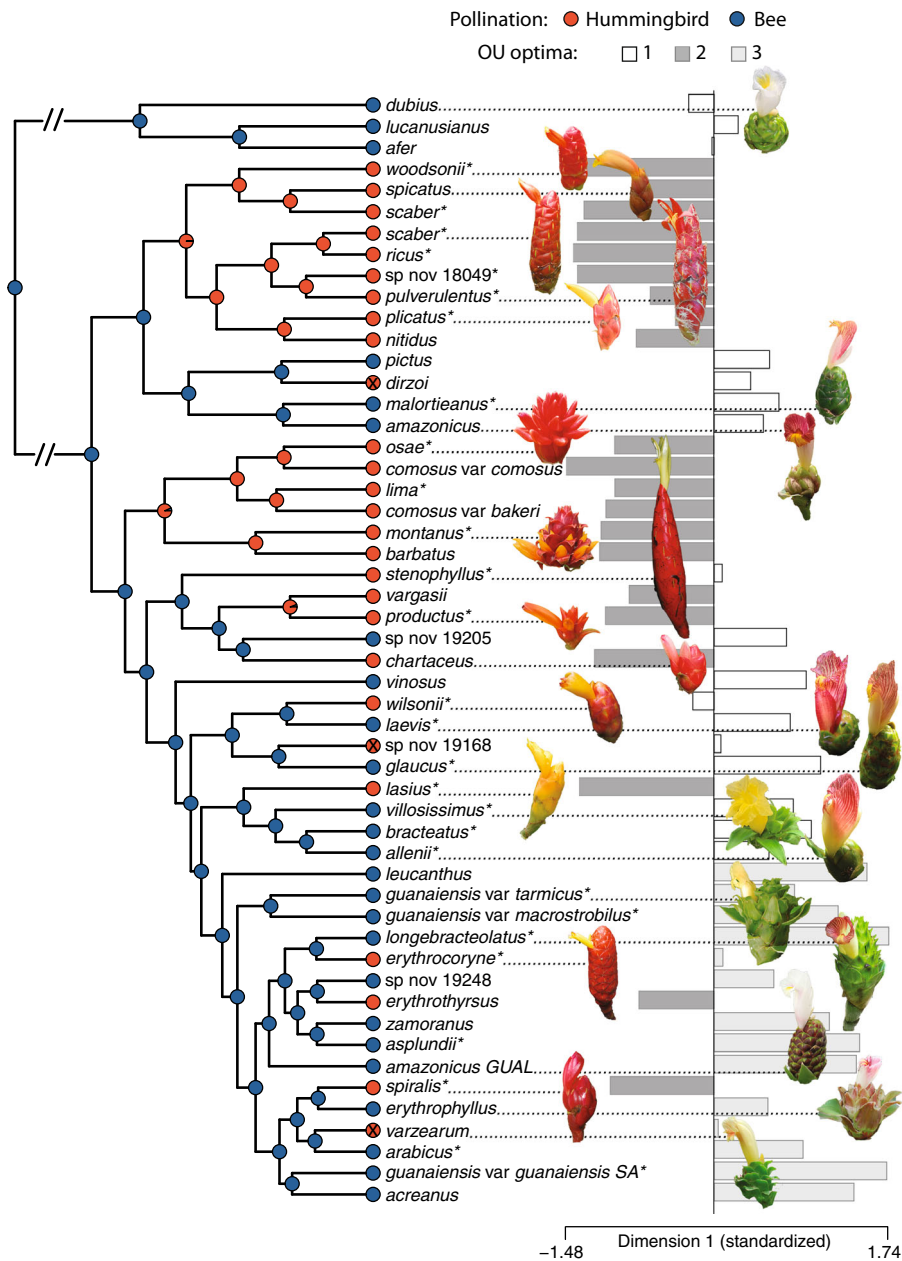 Pollination: Hummingbird Bee
OU optima: 1 2 3
dubius
lucanusianus
afer
woodsonii*
spicatus
scaber*
scaber*
ricus*
sp nov 18049*
pulverulentus*
plicatus*
nitidus
pictus
X dirzoi
malortieanus*
amazonicus
osae*
comosus var comosus
lima*
comosus var bakeri
montanus*
barbatus
stenophyllus*
vargasii
productus*
sp nov 19205
chartaceus
vinosus
wilsonii*
laevis*
X sp nov 19168
glaucus*
lasius*
villosissimus*
bracteatus*
allenii*
leucanthus
guanaiensis var tarmicus*
guanaiensis var macrostrobilus*
longebracteolatus*
erythrocoryne*
sp nov 19248
erythrothyrsus
zamoranus
asplundii*
amazonicus GUAL
spiralis*
erythrophyllus
X varzearum
arabicus*
guanaiensis var guanaiensis SA*
acreanus
Dimension 1 (standardized)
−1.48 1.74